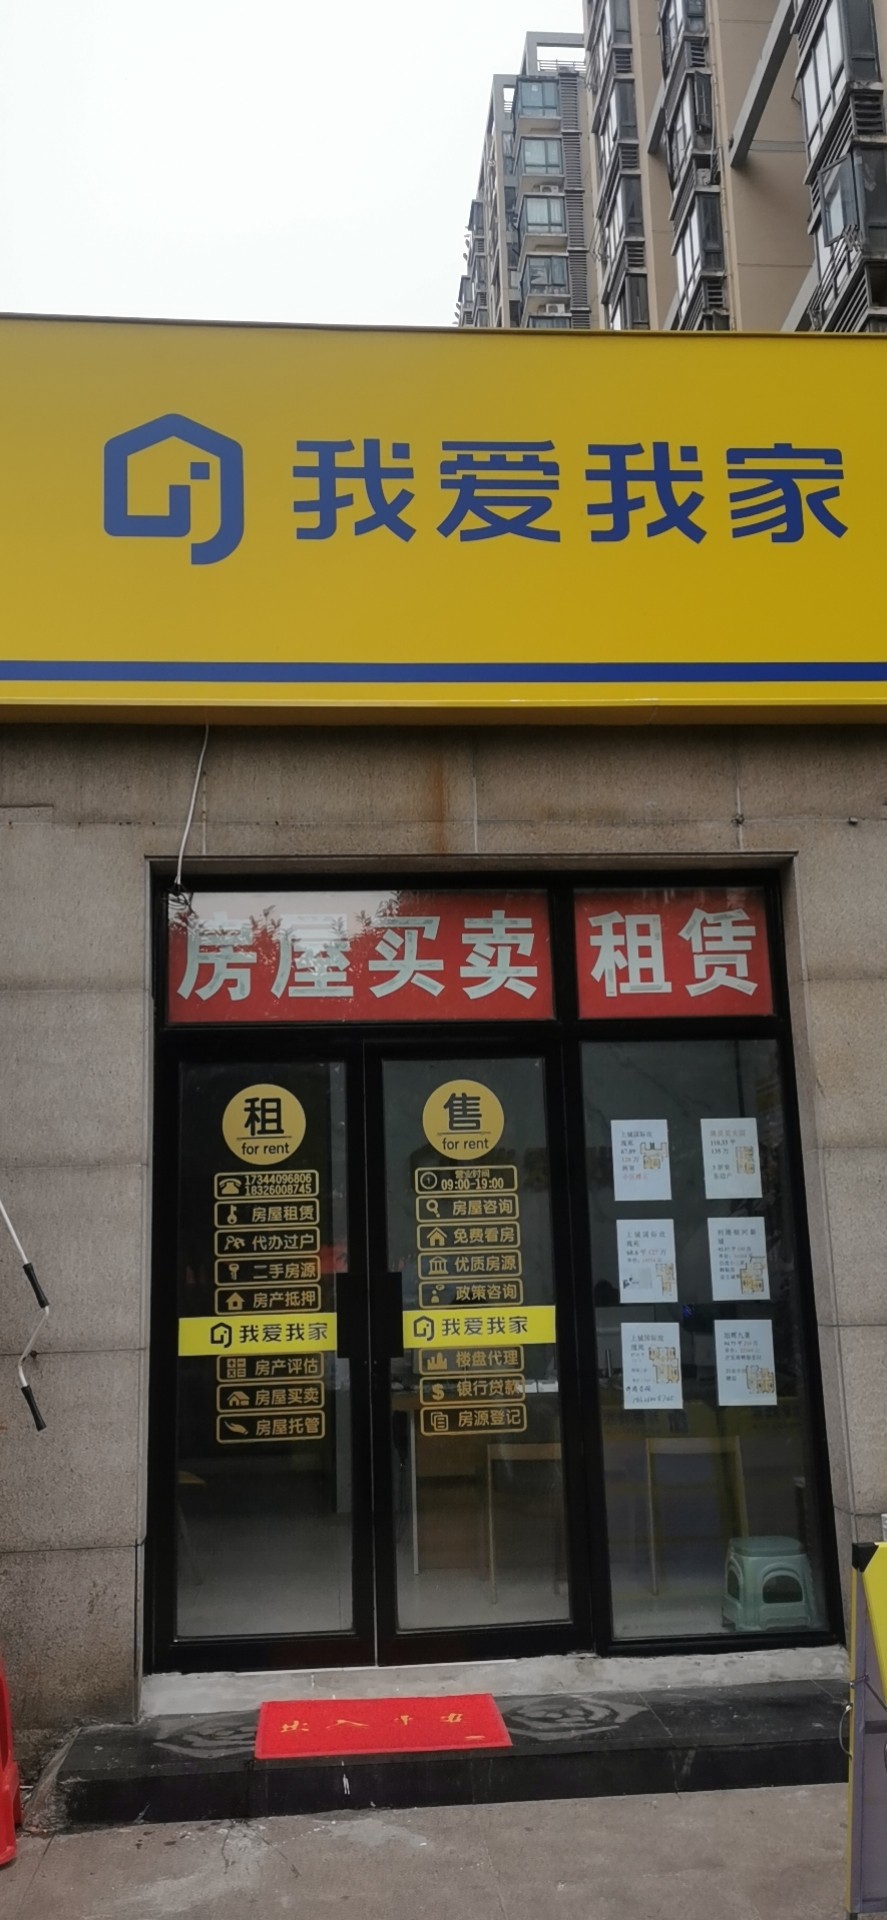 我爱我家
房屋买卖 租赁
租
for rent
17344096806
18326008745
房屋租赁
代办过户
二手房源
房产抵押
我爱我家
房产评估
房屋买卖
房屋托管
售
for rent
营业时间
09:00-19:00
房屋咨询
免费看房
优质房源
政策咨询
我爱我家
楼盘代理
银行贷款
房源登记
出入平安